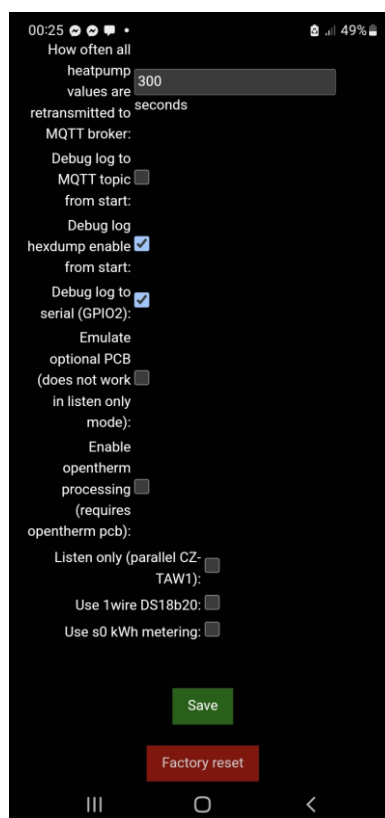 00:25 49%
How often all
heatpump
values are
retransmitted to
MQTT broker:
300
seconds
Debug log to
MQTT topic
from start:
Debug log
hexdump enable
from start:
Debug log to
serial (GPIO2):
Emulate
optional PCB
(does not work
in listen only
mode):
Enable
opentherm
processing
(requires
opentherm pcb):
Listen only (parallel CZ-
TAW1):
Use 1wire DS18b20:
Use s0 kWh metering:
Save
Factory reset